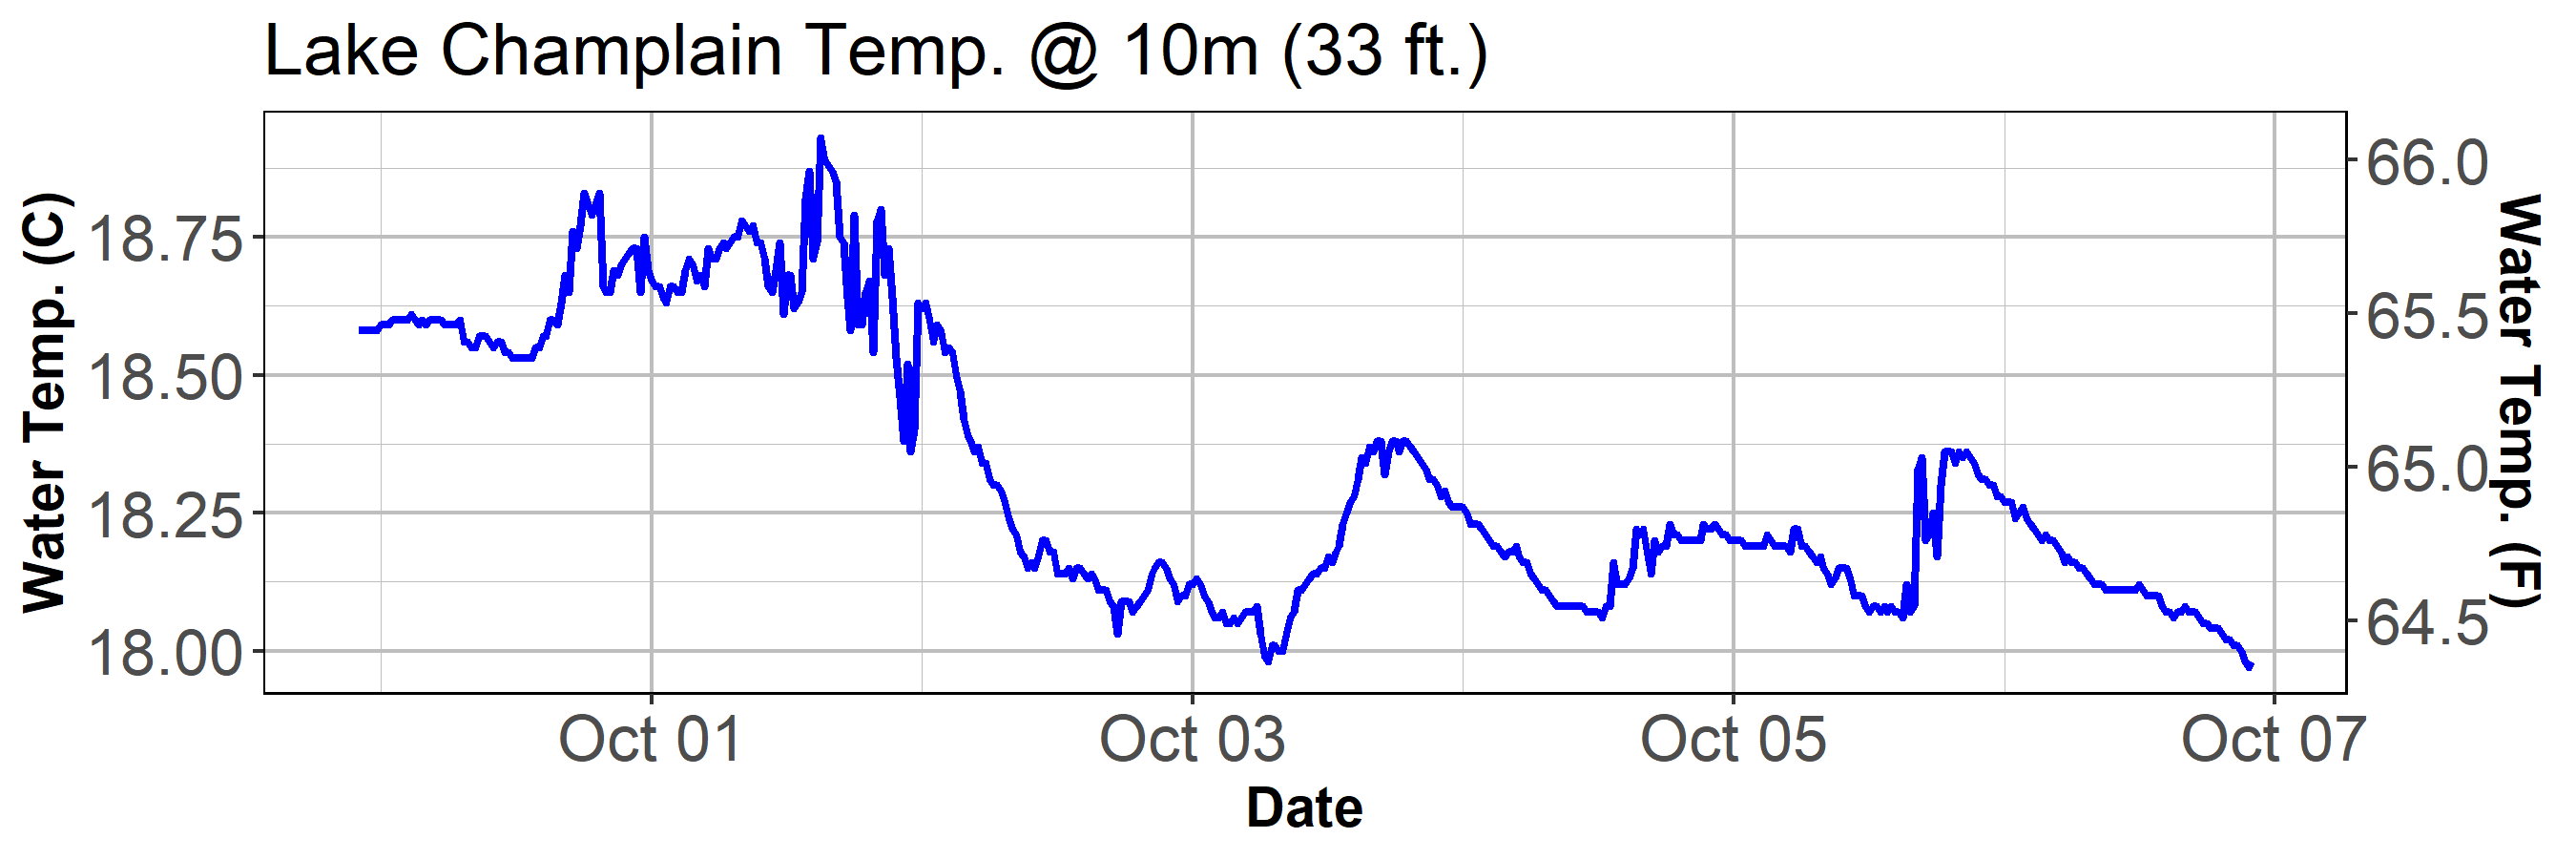 Lake Champlain Temp. @ 10m (33 ft.)
Water Temp. (C)
18.75
18.50
18.25
18.00
66.0
65.5
65.0
64.5
Water Temp. (F)
Oct 01 Oct 03 Oct 05 Oct 07
Date